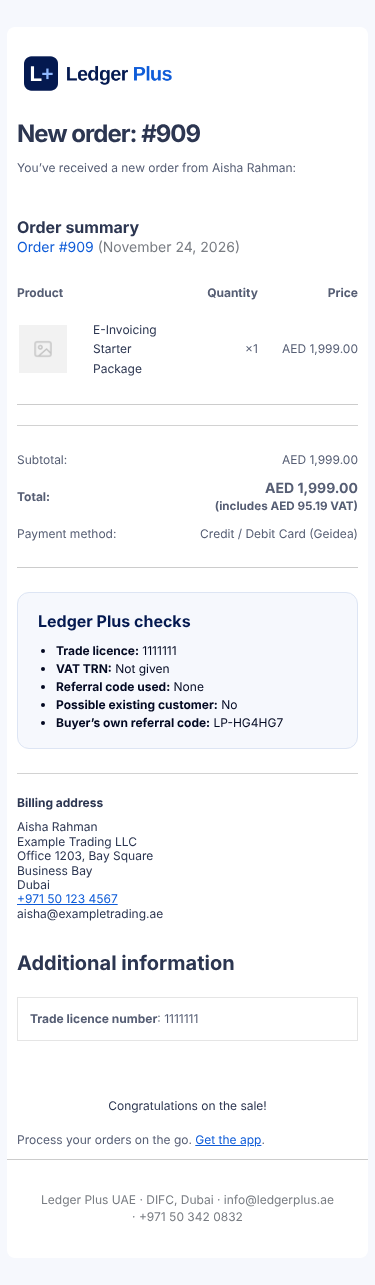 L+ Ledger Plus
New order: #909
You’ve received a new order from Aisha Rahman:
Order summary
Order #909 (November 24, 2026)
Product Quantity Price
E-Invoicing
Starter
Package
×1 AED 1,999.00
Subtotal: AED 1,999.00
Total: AED 1,999.00
(includes AED 95.19 VAT)
Payment method: Credit / Debit Card (Geidea)
Ledger Plus checks
• Trade licence: 1111111
• VAT TRN: Not given
• Referral code used: None
• Possible existing customer: No
• Buyer’s own referral code: LP-HG4HG7
Billing address
Aisha Rahman
Example Trading LLC
Office 1203, Bay Square
Business Bay
Dubai
+971 50 123 4567
aisha@exampletrading.ae
Additional information
Trade licence number: 1111111
Congratulations on the sale!
Process your orders on the go. Get the app.
Ledger Plus UAE · DIFC, Dubai · info@ledgerplus.ae
· +971 50 342 0832